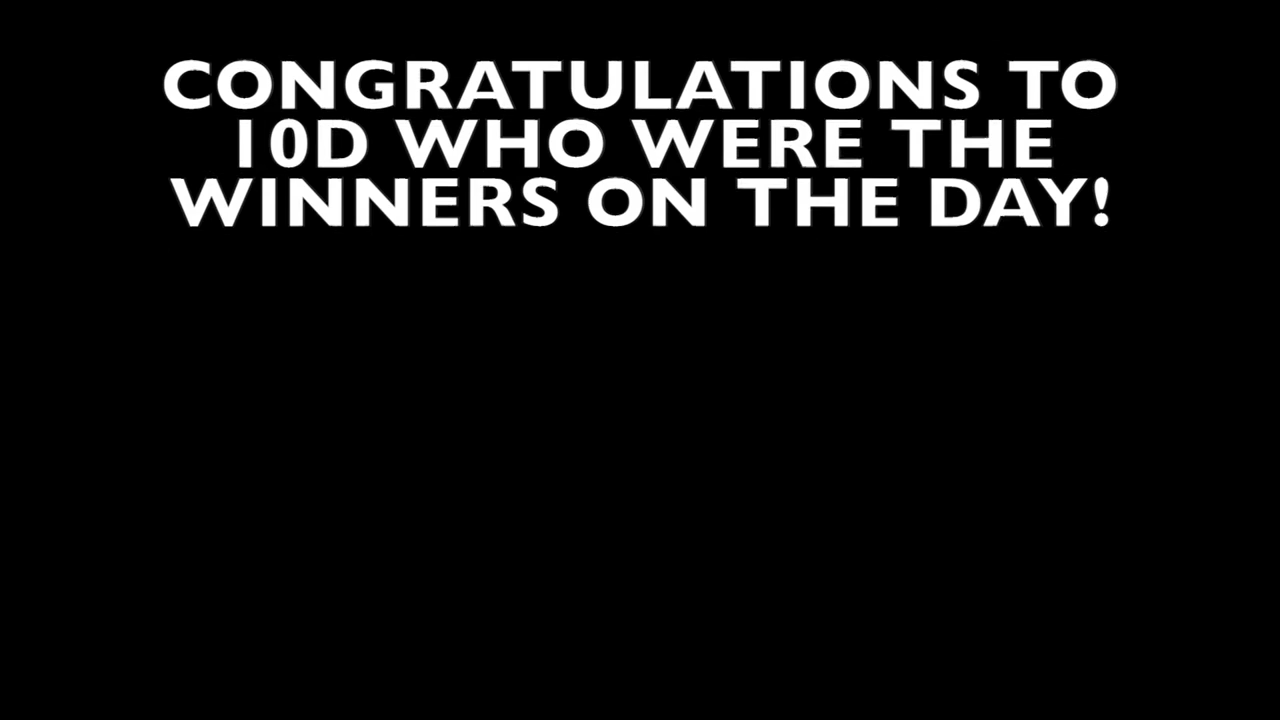 CONGRATULATIONS TO
10D WHO WERE THE
WINNERS ON THE DAY!